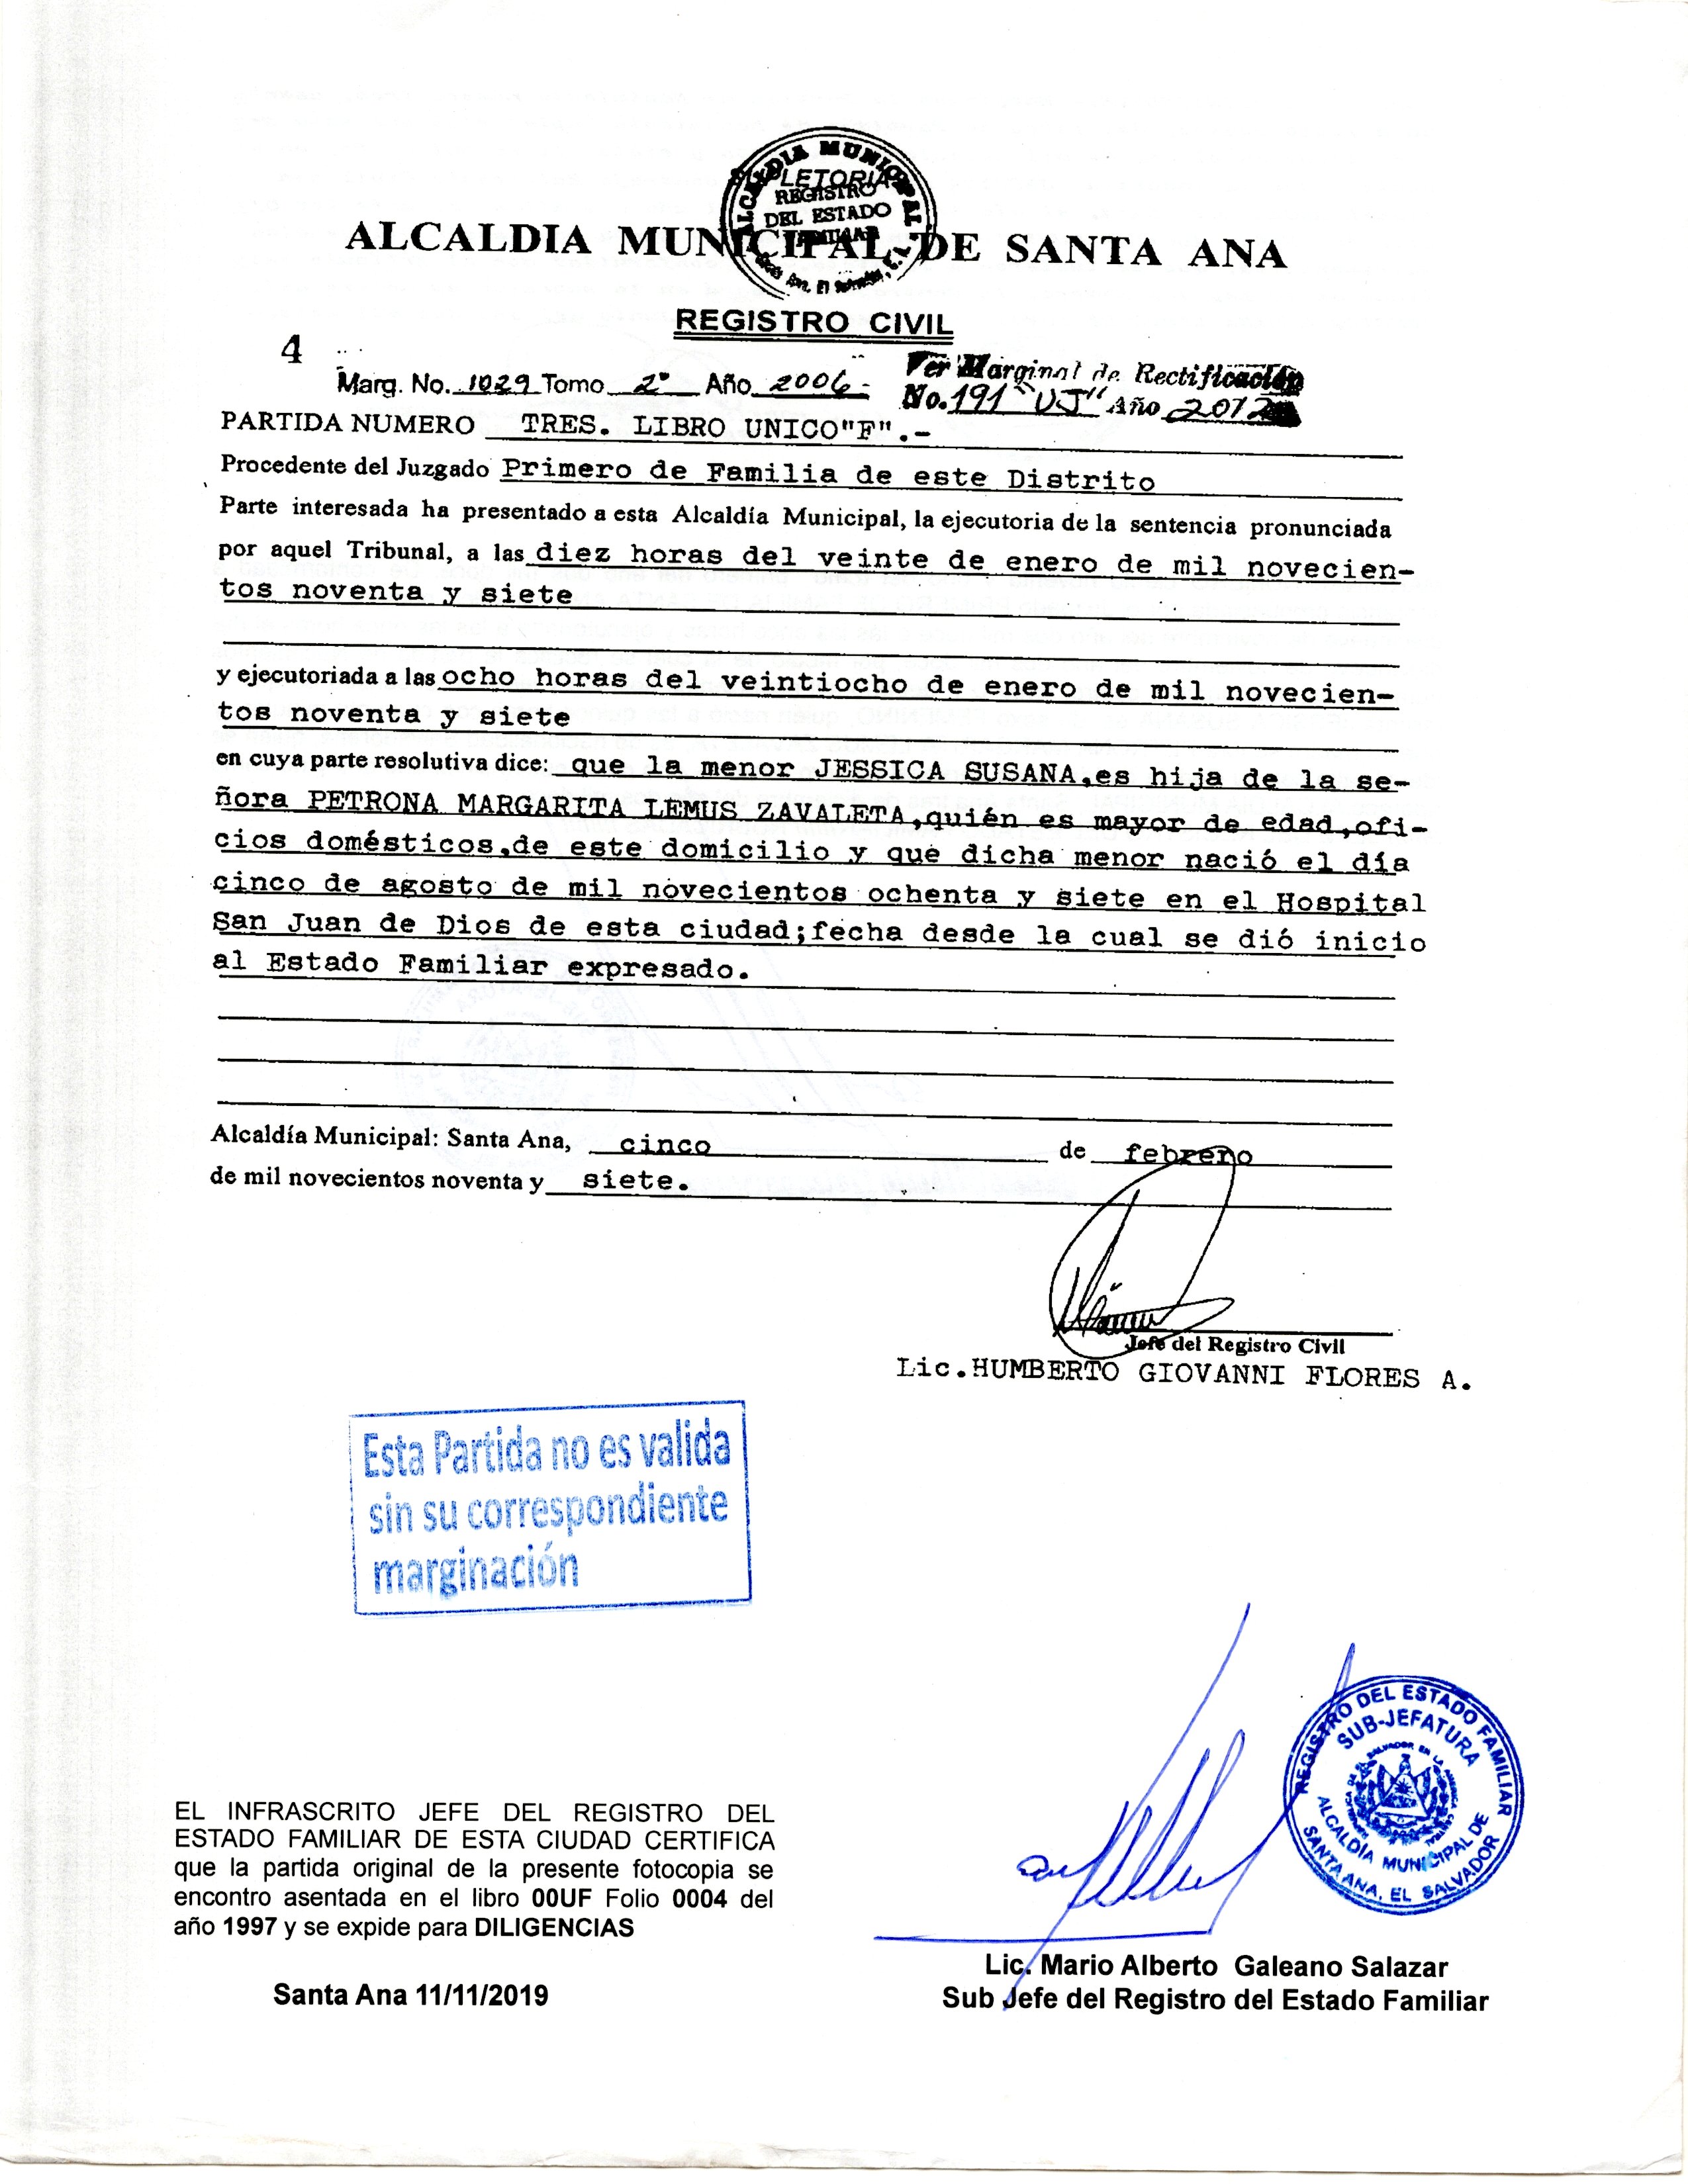 ALCALDIA MUNICIPAL
SUPLETORIA
REGISTRO
DEL ESTADO
FAMILIAR
ALCALDIA MUNICIPAL DE SANTA ANA
REGISTRO CIVIL
4
Marg. No. 1029 Tomo 2º Año 2006-
Ver Marginal de Rectificación
No. 191 "UJ" Año 2012
PARTIDA NUMERO TRES. LIBRO UNICO"F".-
Procedente del Juzgado Primero de Familia de este Distrito
Parte interesada ha presentado a esta Alcaldía Municipal, la ejecutoria de la sentencia pronunciada
por aquel Tribunal, a las diez horas del veinte de enero de mil novecien-
tos noventa y siete
y ejecutoriada a las ocho horas del veintiocho de enero de mil novecien-
tos noventa y siete
en cuya parte resolutiva dice: que la menor JESSICA SUSANA,es hija de la se-
ñora PETRONA MARGARITA LEMUS ZAVALETA,quién es mayor de edad,ofi-
cios domésticos,de este domicilio y que dicha menor nació el día
cinco de agosto de mil novecientos ochenta y siete en el Hospital
San Juan de Dios de esta ciudad;fecha desde la cual se dió inicio
al Estado Familiar expresado.
Alcaldía Municipal: Santa Ana, cinco de febrero
de mil novecientos noventa y siete.
Jefe del Registro Civil
Lic.HUMBERTO GIOVANNI FLORES A.
Esta Partida no es valida
sin su correspondiente
marginación
REGISTRO DEL ESTADO FAMILIAR
SUB-JEFATURA
ALCALDÍA MUNICIPAL DE
SANTA ANA, EL SALVADOR
EL INFRASCRITO JEFE DEL REGISTRO DEL
ESTADO FAMILIAR DE ESTA CIUDAD CERTIFICA
que la partida original de la presente fotocopia se
encontro asentada en el libro 00UF Folio 0004 del
año 1997 y se expide para DILIGENCIAS
Santa Ana 11/11/2019
Lic. Mario Alberto Galeano Salazar
Sub Jefe del Registro del Estado Familiar